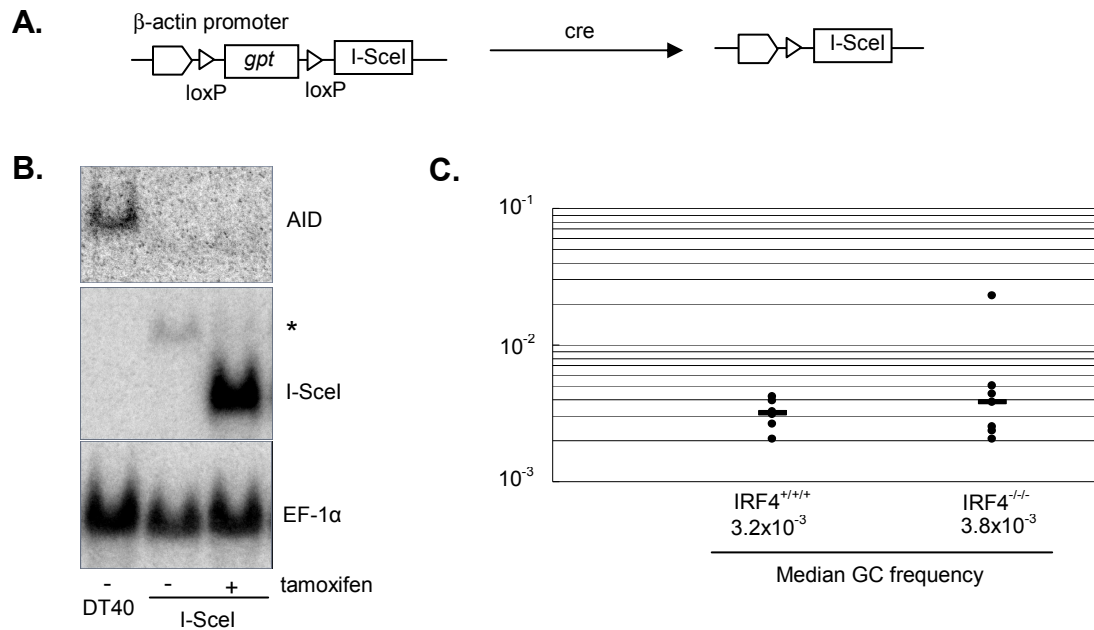 A.
β-actin promoter
gpt
I-SceI
loxP
loxP
cre
I-SceI
B.
AID
*
I-SceI
EF-1α
- - + tamoxifen
DT40
I-SceI
C.
10-1
10-2
10-3
IRF4+/+/+
3.2x10-3
IRF4-/-/-
3.8x10-3
Median GC frequency